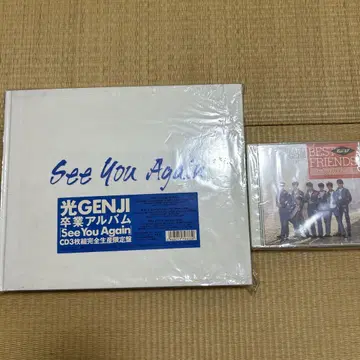 See You Again
光GENJI
卒業アルバム
[See You Again]
CD3枚組完全生産限定盤
BEST
FRIENDS